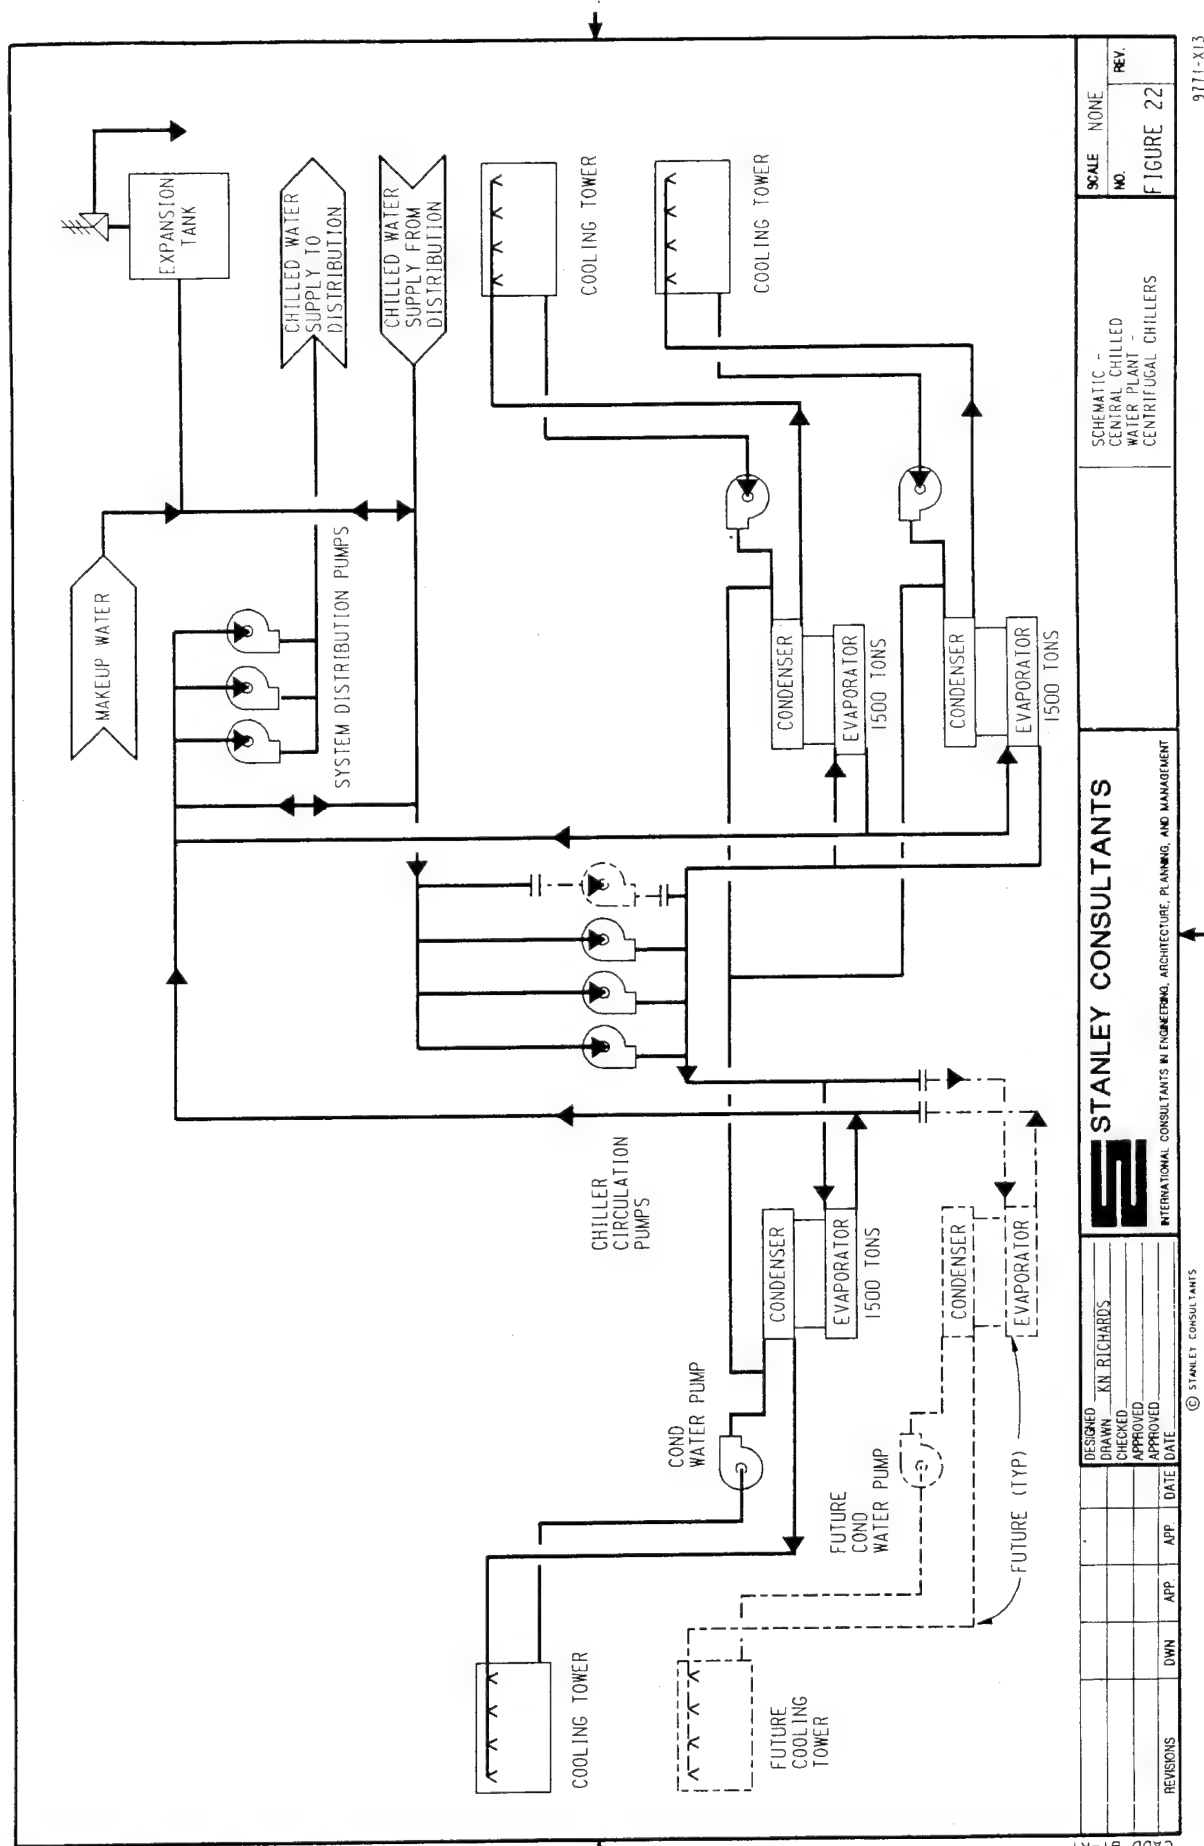 EXPANSION
TANK
CHILLED WATER
SUPPLY TO
DISTRIBUTION
CHILLED WATER
SUPPLY FROM
DISTRIBUTION
MAKEUP WATER
SYSTEM DISTRIBUTION PUMPS
COOLING TOWER
COOLING TOWER
CONDENSER
EVAPORATOR
1500 TONS
CONDENSER
EVAPORATOR
1500 TONS
CHILLER
CIRCULATION
PUMPS
COND
WATER PUMP
CONDENSER
EVAPORATOR
1500 TONS
COOLING TOWER
FUTURE
COND
WATER PUMP
CONDENSER
EVAPORATOR
FUTURE
COOLING
TOWER
FUTURE (TYP)
REVISIONS
DWN
APP.
APP.
DATE
DESIGNED
DRAWN KN RICHARDS
CHECKED
APPROVED
APPROVED
DATE
STANLEY CONSULTANTS
INTERNATIONAL CONSULTANTS IN ENGINEERING, ARCHITECTURE, PLANNING, AND MANAGEMENT
SCHEMATIC -
CENTRAL CHILLED
WATER PLANT -
CENTRIFUGAL CHILLERS
SCALE NONE
NO.
REV.
FIGURE 22
© STANLEY CONSULTANTS
9771-X13